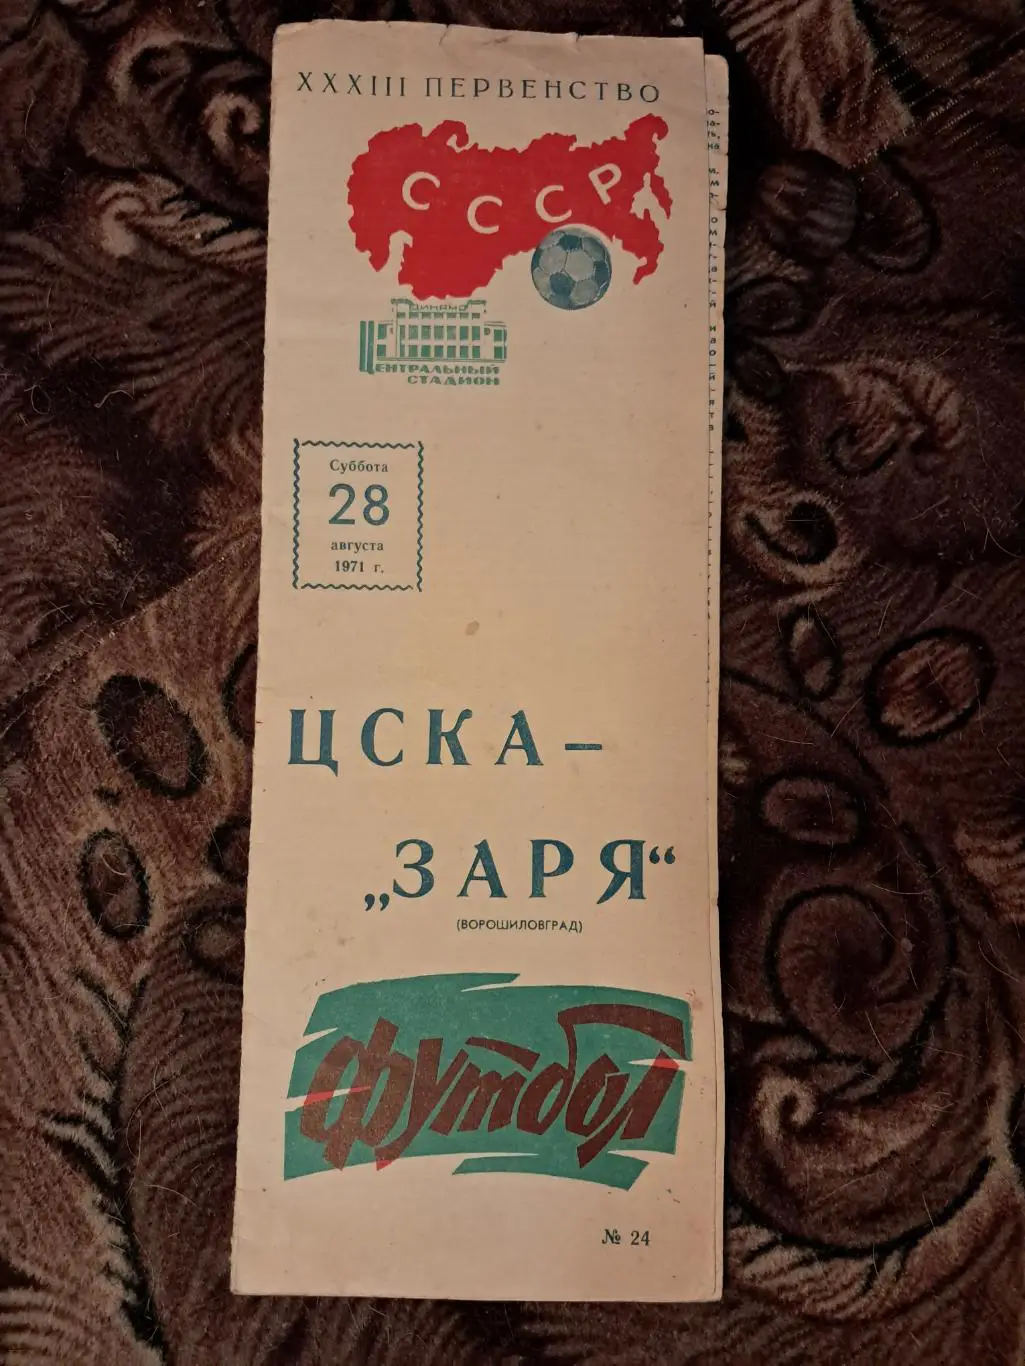 XXXIII ПЕРВЕНСТВО
СССР
ДИНАМО
ЦЕНТРАЛЬНЫЙ
СТАДИОН
Суббота
28
августа
1971 г.
ЦСКА –
„ЗАРЯ“
(ВОРОШИЛОВГРАД)
Футбол
№ 24